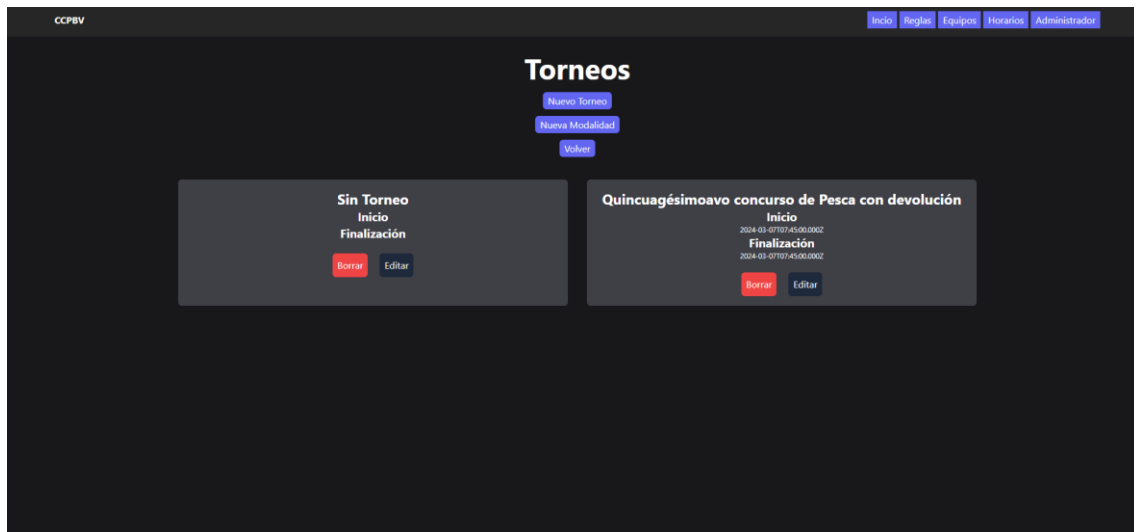 CCPBV
Incio Reglas Equipos Horarios Administrador
Torneos
Nuevo Torneo
Nueva Modalidad
Volver
Sin Torneo
Inicio
Finalización
Borrar Editar
Quincuagésimoavo concurso de Pesca con devolución
Inicio
2024-03-07T07:45:00.000Z
Finalización
2024-03-07T07:45:00.000Z
Borrar Editar